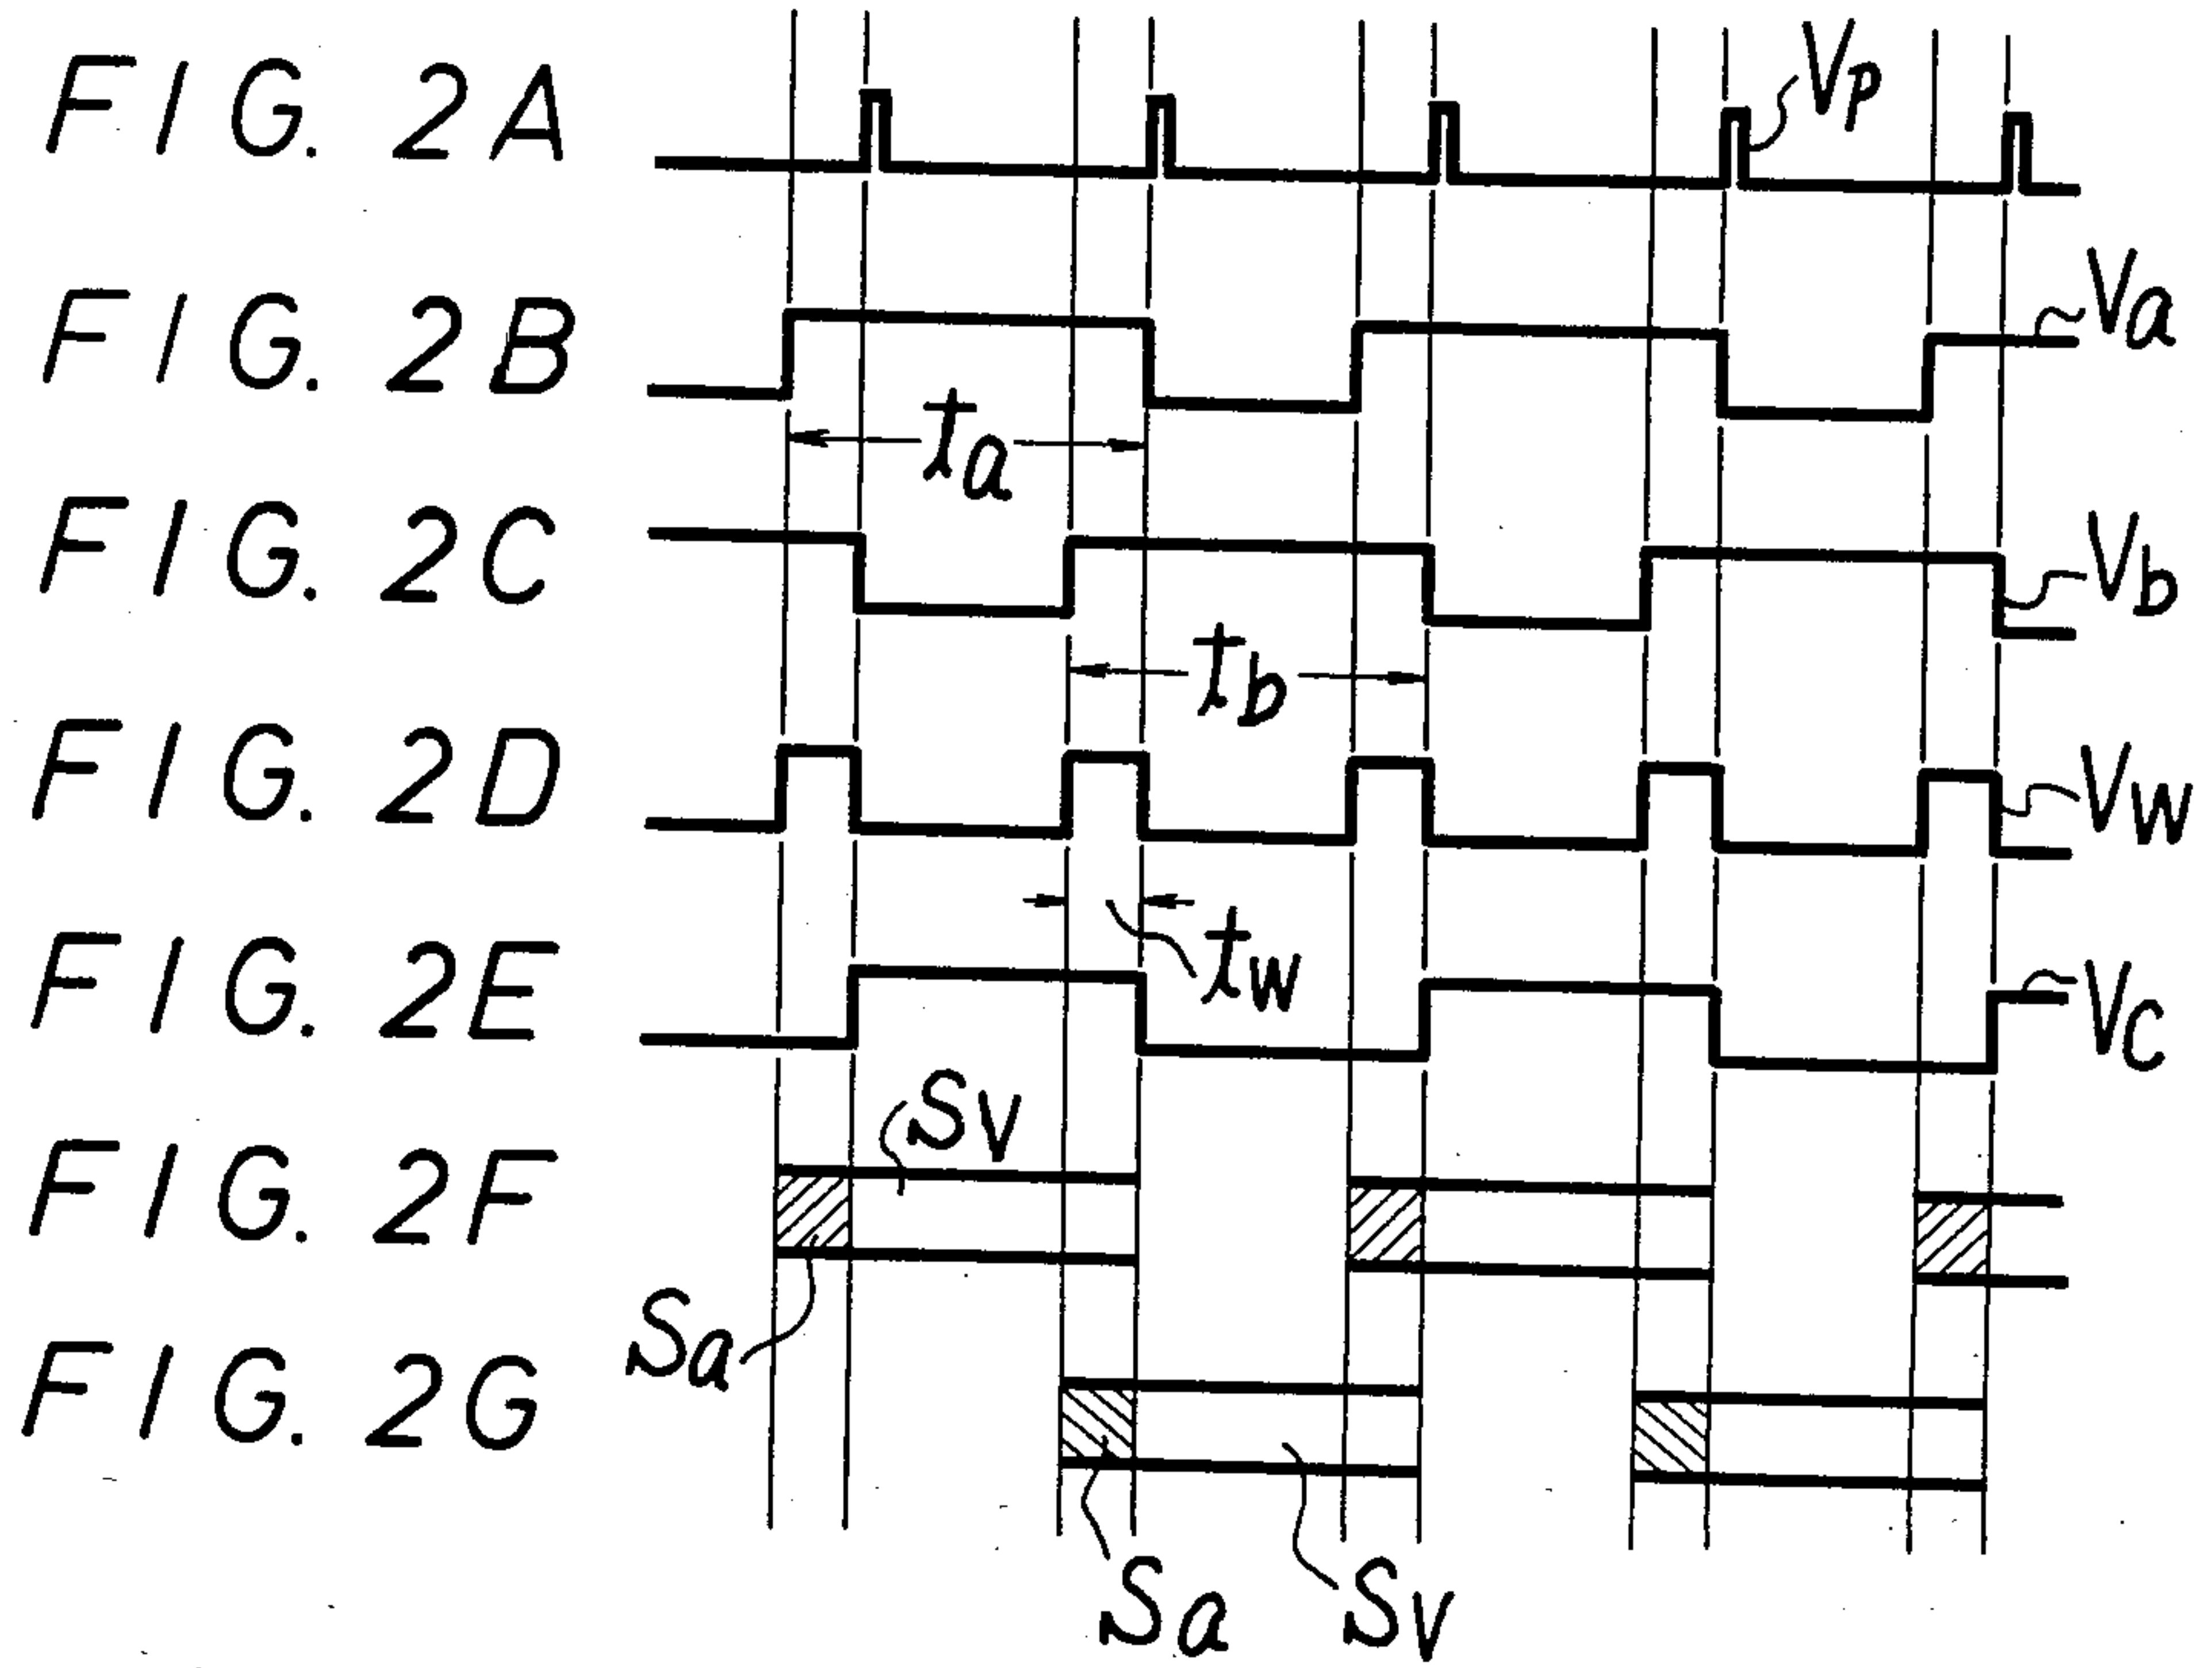 FIG. 2A
Vp
FIG. 2B
Va
ta
FIG. 2C
Vb
tb
FIG. 2D
Vw
tw
FIG. 2E
Vc
Sv
FIG. 2F
Sa
FIG. 2G
Sa
Sv